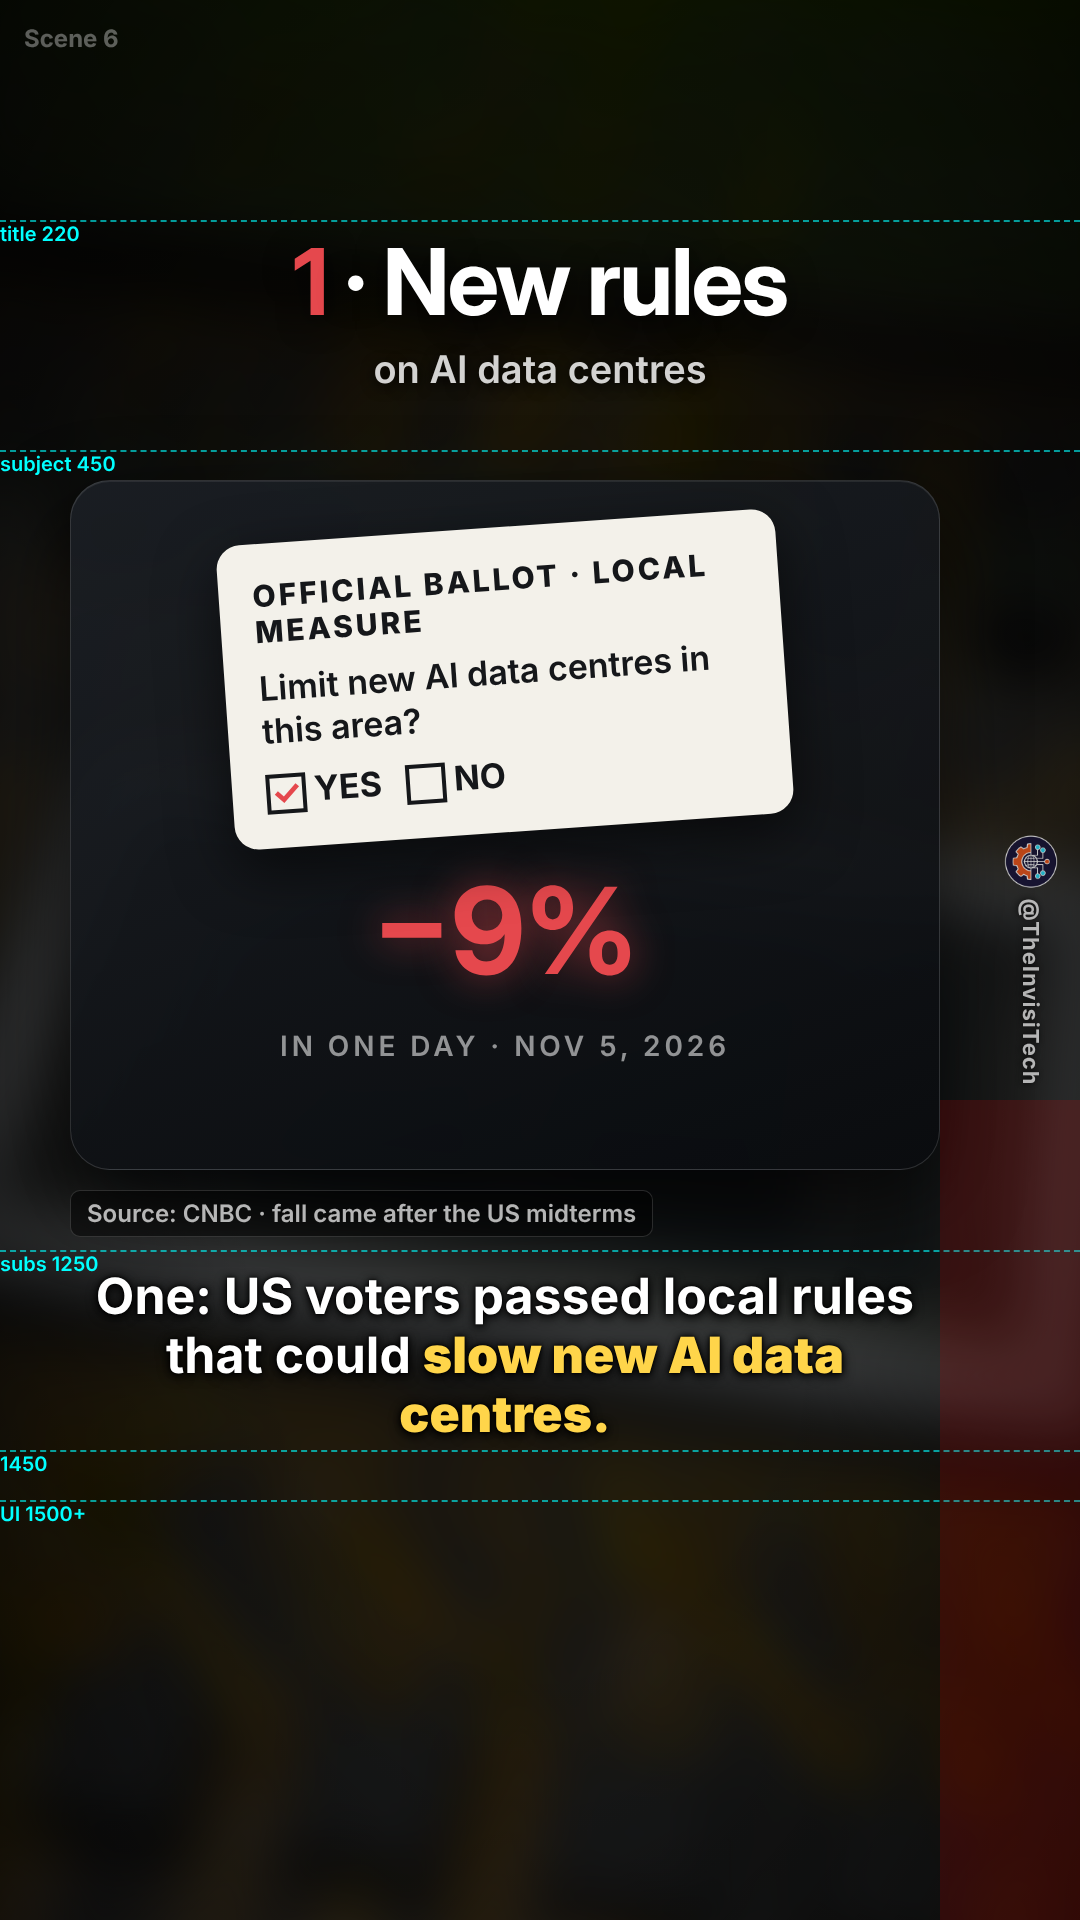 Scene 6
title 220
1 · New rules
on AI data centres
subject 450
OFFICIAL BALLOT · LOCAL
MEASURE
Limit new AI data centres in
this area?
YES NO
−9%
IN ONE DAY · NOV 5, 2026
@TheInvisiTech
Source: CNBC · fall came after the US midterms
subs 1250
One: US voters passed local rules
that could slow new AI data
centres.
1450
UI 1500+